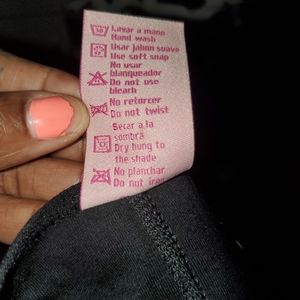 30
Lavar a mano
Hand wash
Usar jabon suave
Use soft soap
No usar
blanqueador
Do not use
bleach
No retorcer
Do not twist
Secar a la
sombra
Dry hung to
the shade
No planchar
Do not iron